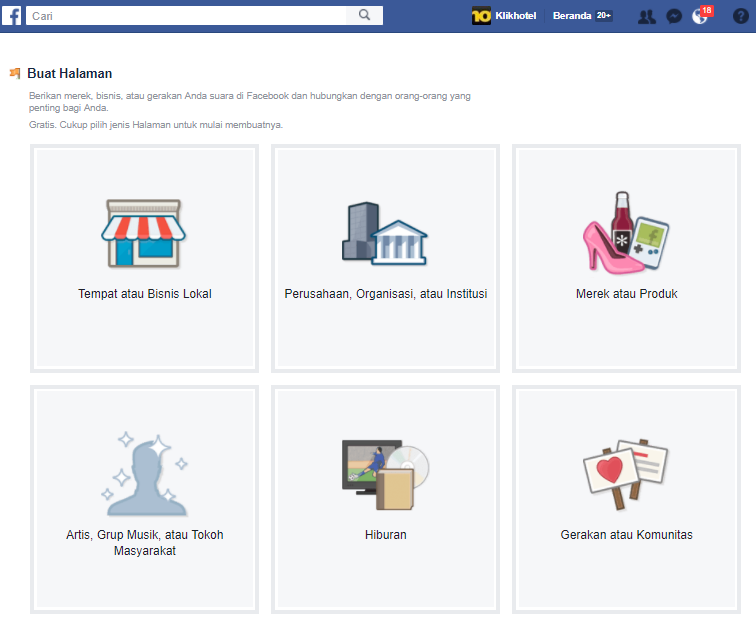 f
Cari
10 Klikhotel Beranda 20+ 18 ?
Buat Halaman
Berikan merek, bisnis, atau gerakan Anda suara di Facebook dan hubungkan dengan orang-orang yang
penting bagi Anda.
Gratis. Cukup pilih jenis Halaman untuk mulai membuatnya.
Tempat atau Bisnis Lokal
Perusahaan, Organisasi, atau Institusi
Merek atau Produk
Artis, Grup Musik, atau Tokoh
Masyarakat
Hiburan
Gerakan atau Komunitas